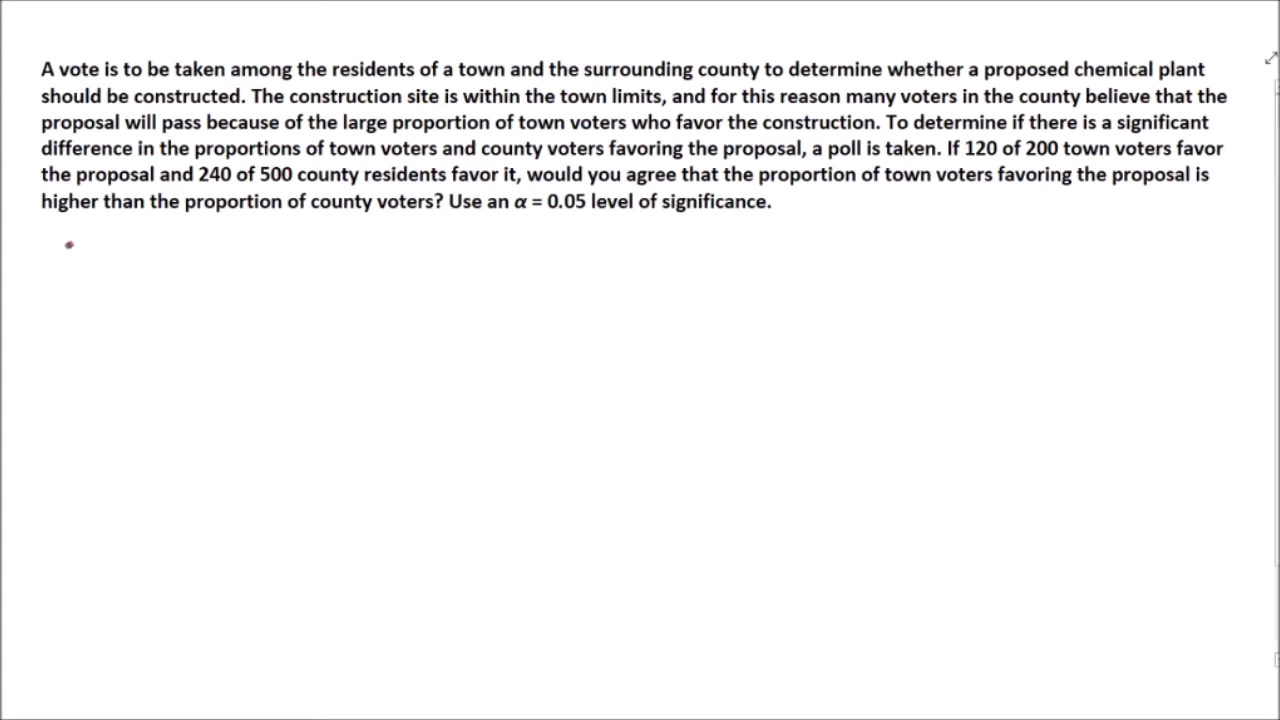 A vote is to be taken among the residents of a town and the surrounding county to determine whether a proposed chemical plant
should be constructed. The construction site is within the town limits, and for this reason many voters in the county believe that the
proposal will pass because of the large proportion of town voters who favor the construction. To determine if there is a significant
difference in the proportions of town voters and county voters favoring the proposal, a poll is taken. If 120 of 200 town voters favor
the proposal and 240 of 500 county residents favor it, would you agree that the proportion of town voters favoring the proposal is
higher than the proportion of county voters? Use an α = 0.05 level of significance.